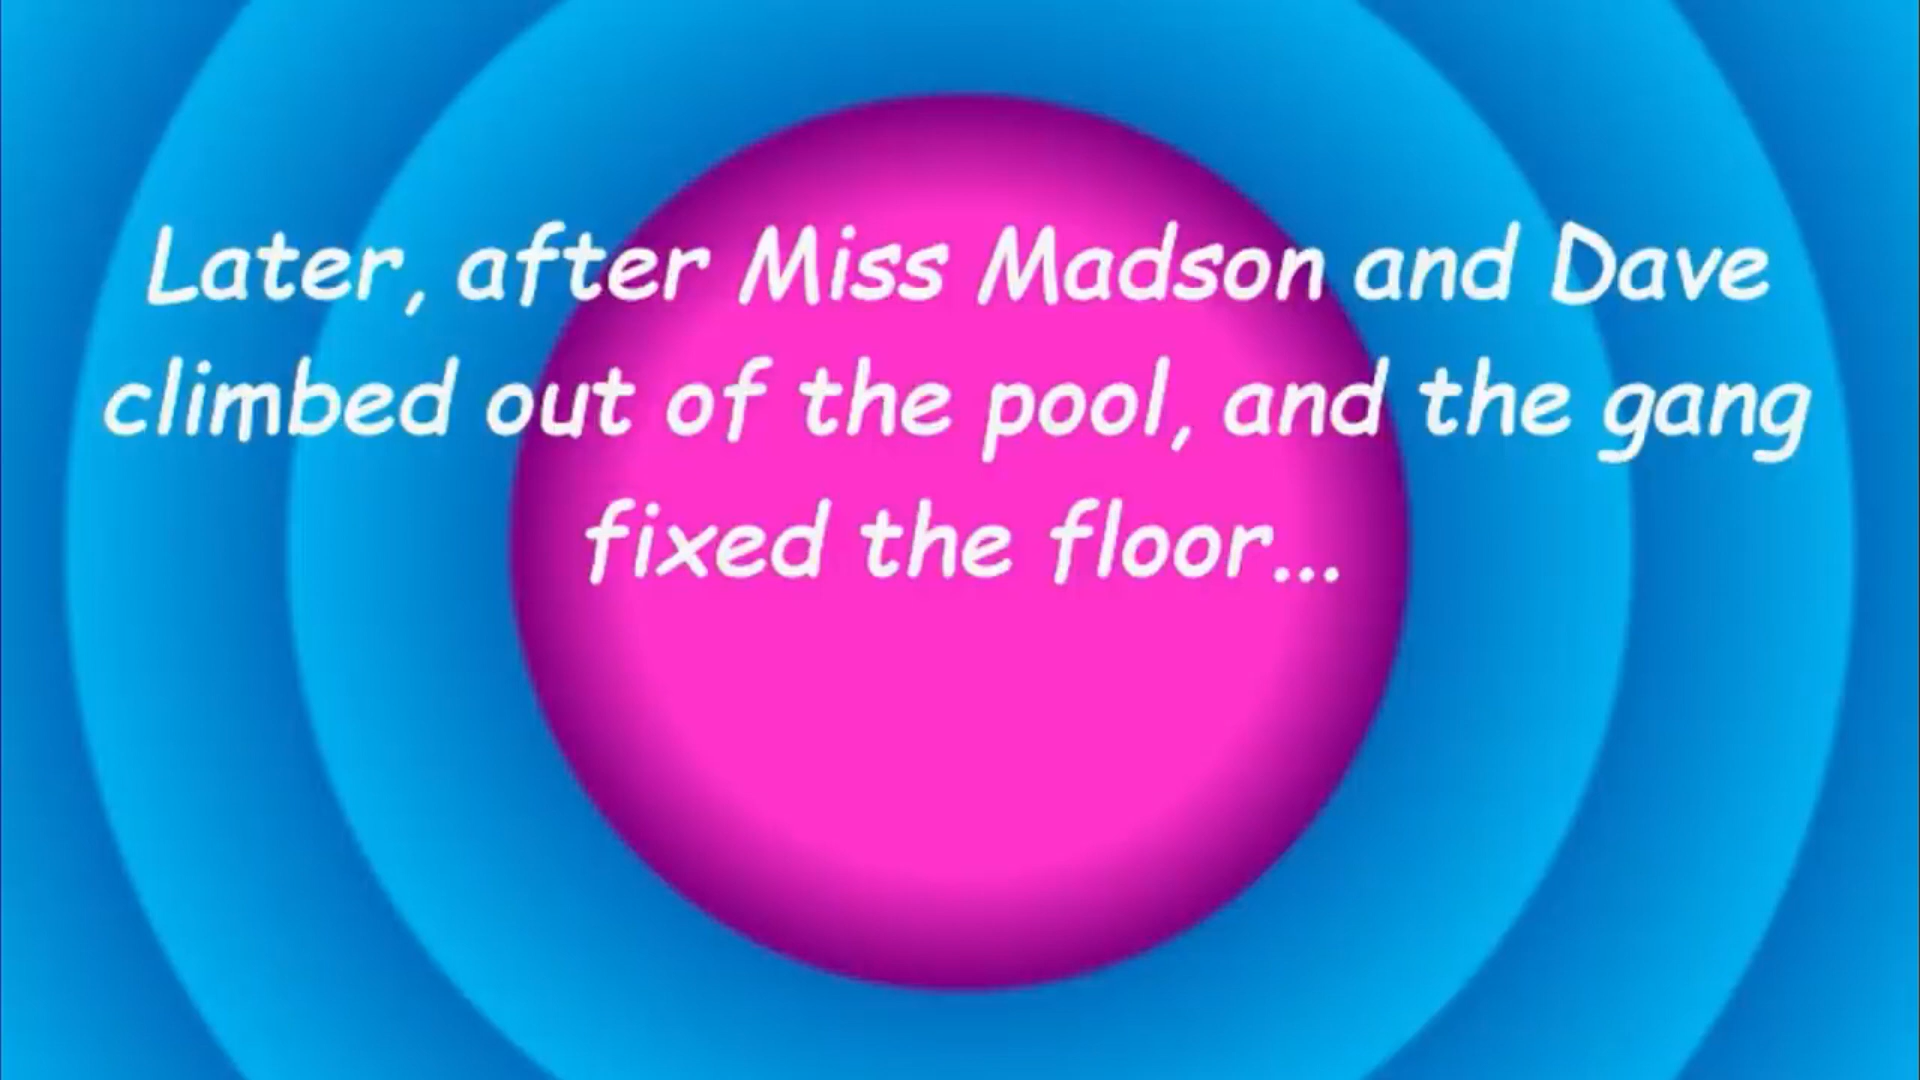 Later, after Miss Madson and Dave
climbed out of the pool, and the gang
fixed the floor...